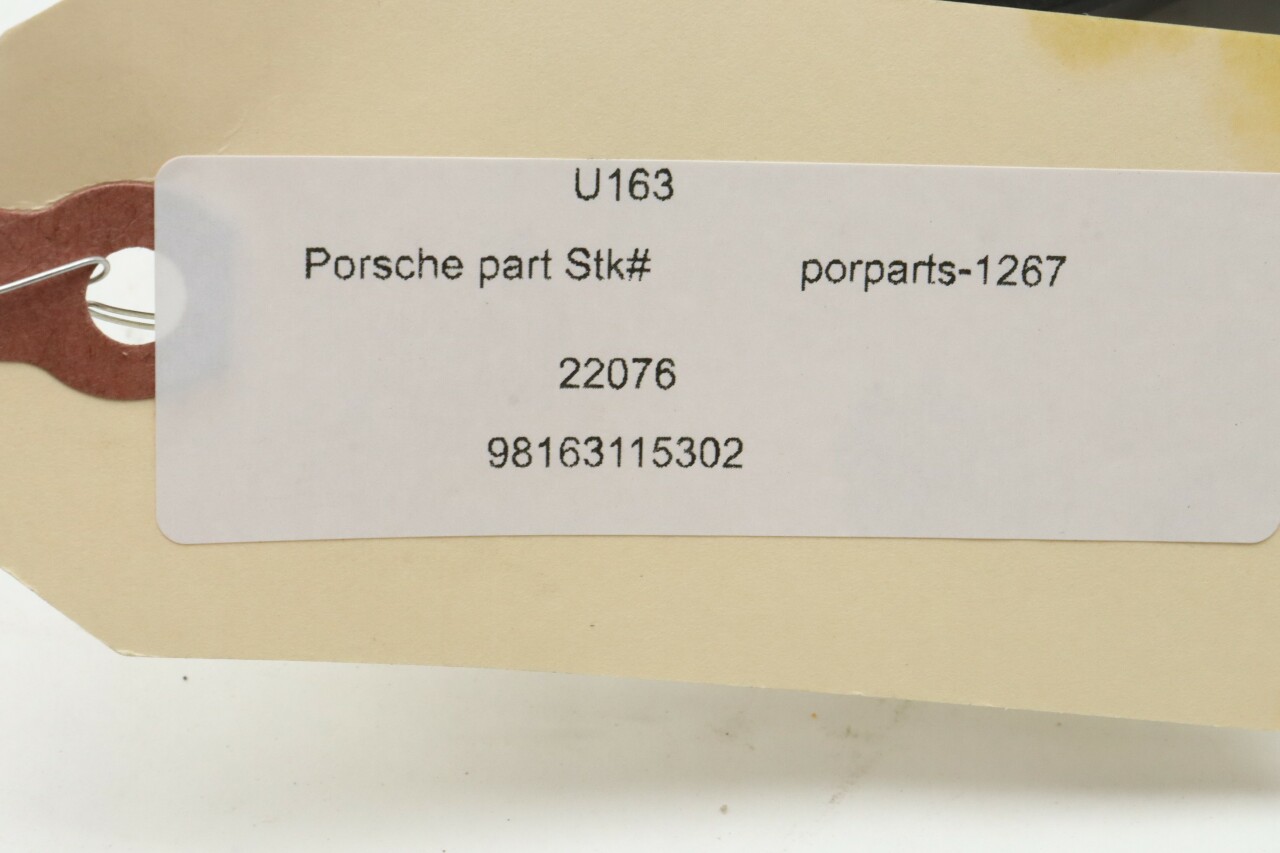 U163
Porsche part Stk# porparts-1267
22076
98163115302